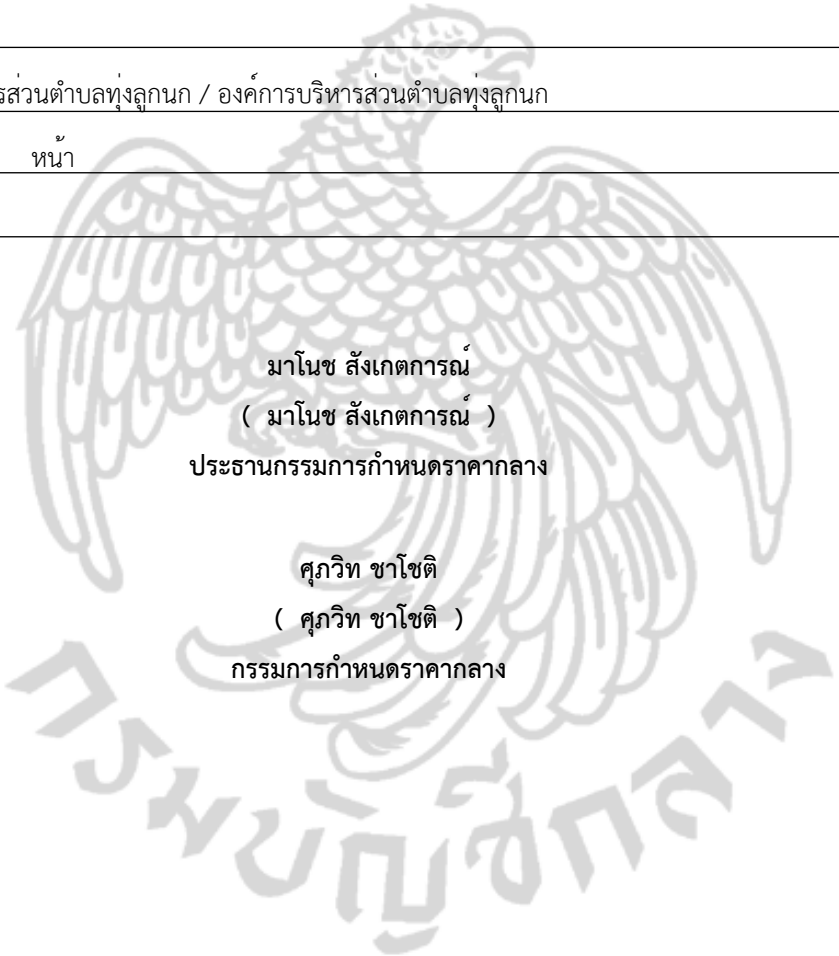 รส่วนตำบลทุ่งลูกนก / องค์การบริหารส่วนตำบลทุ่งลูกนก
หน้า
มาโนช สังเกตการณ์
( มาโนช สังเกตการณ์ )
ประธานกรรมการกำหนดราคากลาง
ศุภวิท ชาโชติ
( ศุภวิท ชาโชติ )
กรรมการกำหนดราคากลาง
กรมบัญชีกลาง